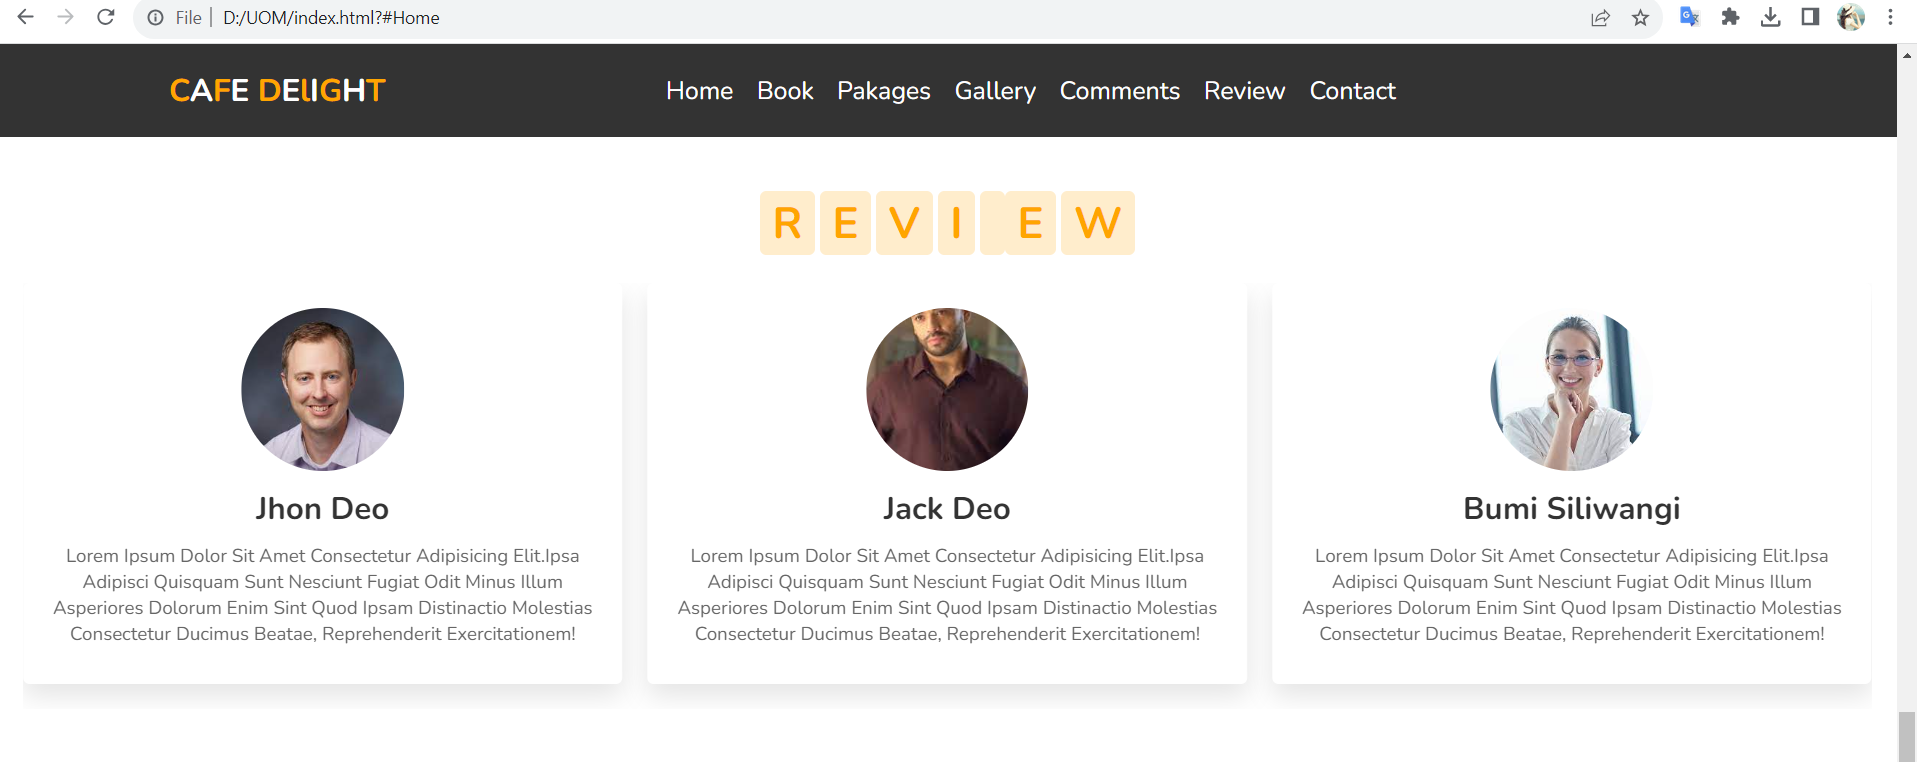 File | D:/UOM/index.html?#Home
CAFE DElIGHT
Home Book Pakages Gallery Comments Review Contact
REVI EW
Jhon Deo
Lorem Ipsum Dolor Sit Amet Consectetur Adipisicing Elit.Ipsa
Adipisci Quisquam Sunt Nesciunt Fugiat Odit Minus Illum
Asperiores Dolorum Enim Sint Quod Ipsam Distinactio Molestias
Consectetur Ducimus Beatae, Reprehenderit Exercitationem!
Jack Deo
Lorem Ipsum Dolor Sit Amet Consectetur Adipisicing Elit.Ipsa
Adipisci Quisquam Sunt Nesciunt Fugiat Odit Minus Illum
Asperiores Dolorum Enim Sint Quod Ipsam Distinactio Molestias
Consectetur Ducimus Beatae, Reprehenderit Exercitationem!
Bumi Siliwangi
Lorem Ipsum Dolor Sit Amet Consectetur Adipisicing Elit.Ipsa
Adipisci Quisquam Sunt Nesciunt Fugiat Odit Minus Illum
Asperiores Dolorum Enim Sint Quod Ipsam Distinactio Molestias
Consectetur Ducimus Beatae, Reprehenderit Exercitationem!